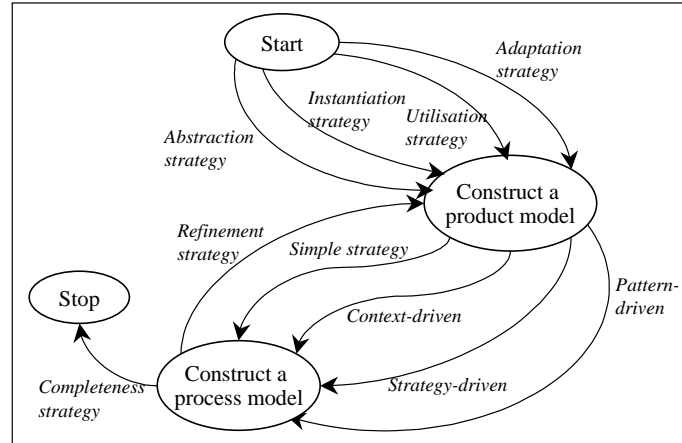 Start
Adaptation
strategy
Instantiation
strategy
Utilisation
strategy
Abstraction
strategy
Construct a
product model
Refinement
strategy
Simple strategy
Stop
Context-driven
Pattern-
driven
Construct a
process model
Strategy-driven
Completeness
strategy